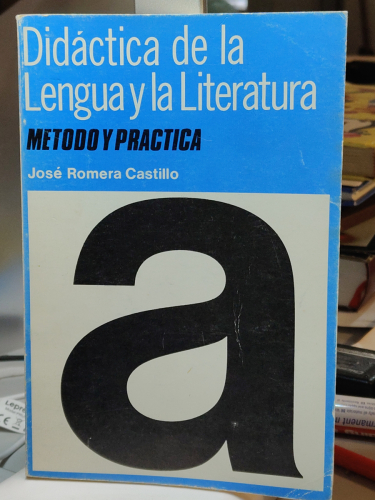 Didáctica de la
Lengua y la Literatura
METODO Y PRACTICA
José Romera Castillo
a